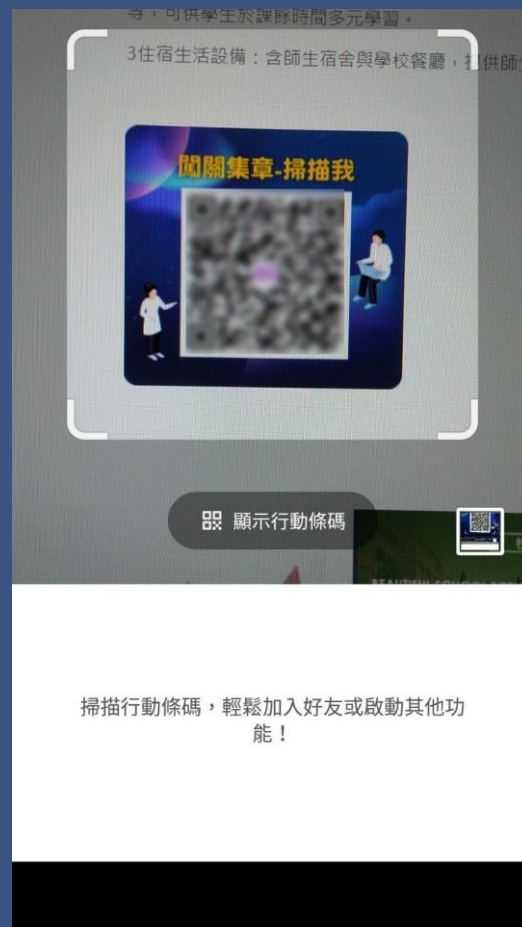 等,可供學生於課餘時間多元學習。
3住宿生活設備:含師生宿舍與學校餐廳,提供師
闖關集章-掃描我
顯示行動條碼
掃描行動條碼,輕鬆加入好友或啟動其他功
能!